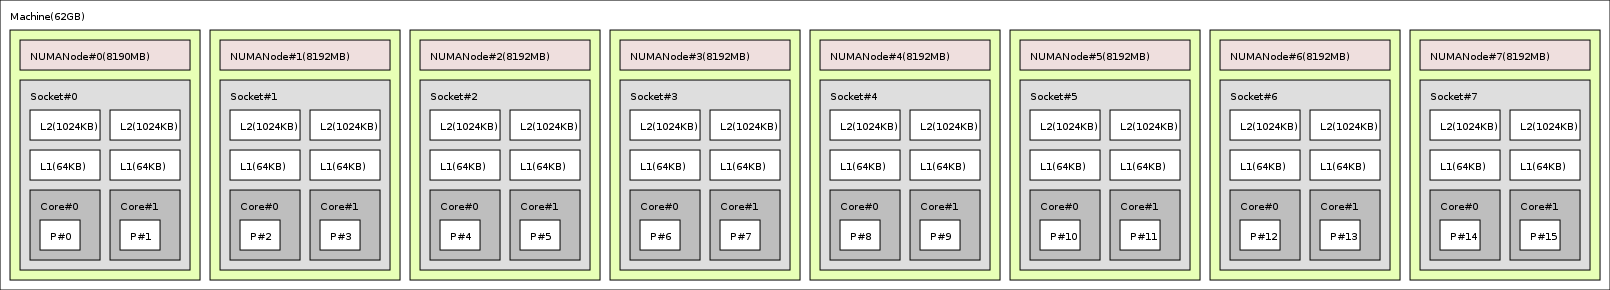 Machine(62GB)
NUMANode#0(8190MB) NUMANode#1(8192MB) NUMANode#2(8192MB) NUMANode#3(8192MB) NUMANode#4(8192MB) NUMANode#5(8192MB) NUMANode#6(8192MB) NUMANode#7(8192MB)
Socket#0 Socket#1 Socket#2 Socket#3 Socket#4 Socket#5 Socket#6 Socket#7
L2(1024KB) L2(1024KB) L2(1024KB) L2(1024KB) L2(1024KB) L2(1024KB) L2(1024KB) L2(1024KB) L2(1024KB) L2(1024KB) L2(1024KB) L2(1024KB) L2(1024KB) L2(1024KB) L2(1024KB) L2(1024KB)
L1(64KB) L1(64KB) L1(64KB) L1(64KB) L1(64KB) L1(64KB) L1(64KB) L1(64KB) L1(64KB) L1(64KB) L1(64KB) L1(64KB) L1(64KB) L1(64KB) L1(64KB) L1(64KB)
Core#0 Core#1 Core#0 Core#1 Core#0 Core#1 Core#0 Core#1 Core#0 Core#1 Core#0 Core#1 Core#0 Core#1 Core#0 Core#1
P#0 P#1 P#2 P#3 P#4 P#5 P#6 P#7 P#8 P#9 P#10 P#11 P#12 P#13 P#14 P#15